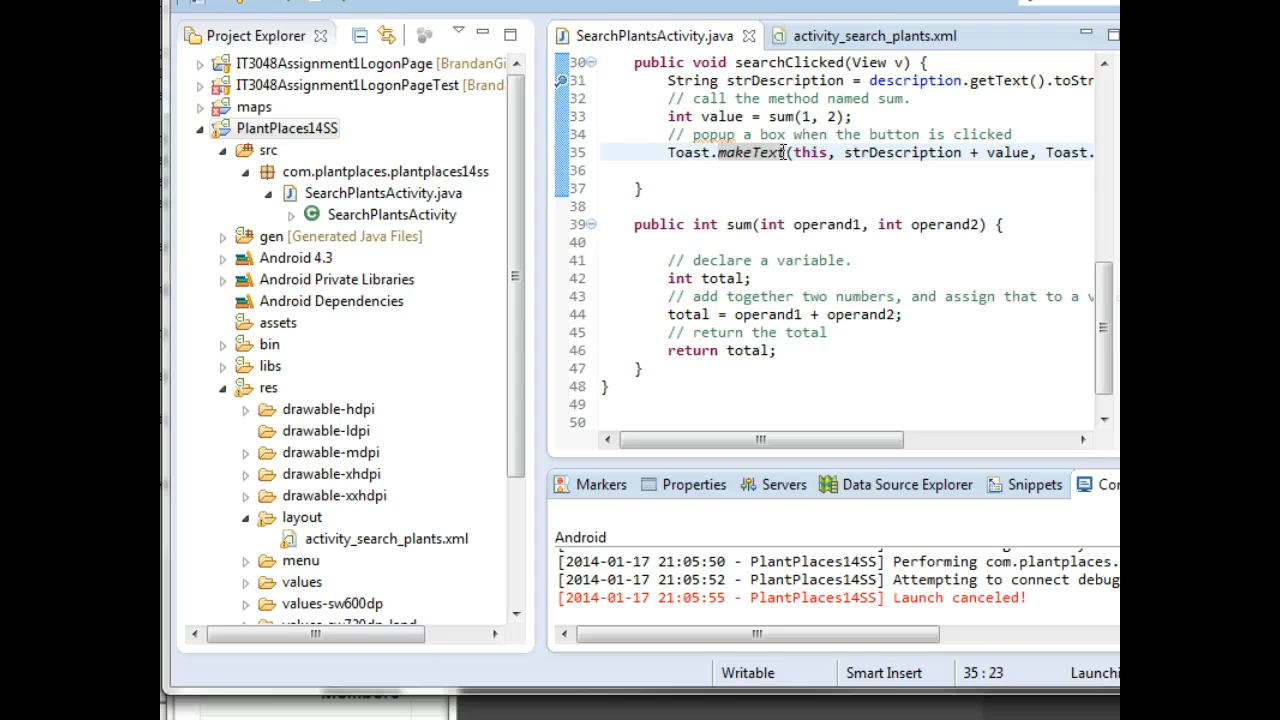 Project Explorer
IT3048Assignment1LogonPage [BrandanGi
IT3048Assignment1LogonPageTest [Branda
maps
PlantPlaces14SS
src
com.plantplaces.plantplaces14ss
SearchPlantsActivity.java
SearchPlantsActivity
gen [Generated Java Files]
Android 4.3
Android Private Libraries
Android Dependencies
assets
bin
libs
res
drawable-hdpi
drawable-ldpi
drawable-mdpi
drawable-xhdpi
drawable-xxhdpi
layout
activity_search_plants.xml
menu
values
values-sw600dp
values-sw720dp-land
SearchPlantsActivity.java
activity_search_plants.xml
30 public void searchClicked(View v) {
31 String strDescription = description.getText().toStr
32 // call the method named sum.
33 int value = sum(1, 2);
34 // popup a box when the button is clicked
35 Toast.makeText(this, strDescription + value, Toast.
36
37 }
38
39 public int sum(int operand1, int operand2) {
40
41 // declare a variable.
42 int total;
43 // add together two numbers, and assign that to a v
44 total = operand1 + operand2;
45 // return the total
46 return total;
47 }
48 }
49
50
Markers Properties Servers Data Source Explorer Snippets Co
Android
[2014-01-17 21:05:50 - PlantPlaces14SS] Performing com.plantplaces.
[2014-01-17 21:05:52 - PlantPlaces14SS] Attempting to connect debug
[2014-01-17 21:05:55 - PlantPlaces14SS] Launch canceled!
Writable Smart Insert 35 : 23 Launchi